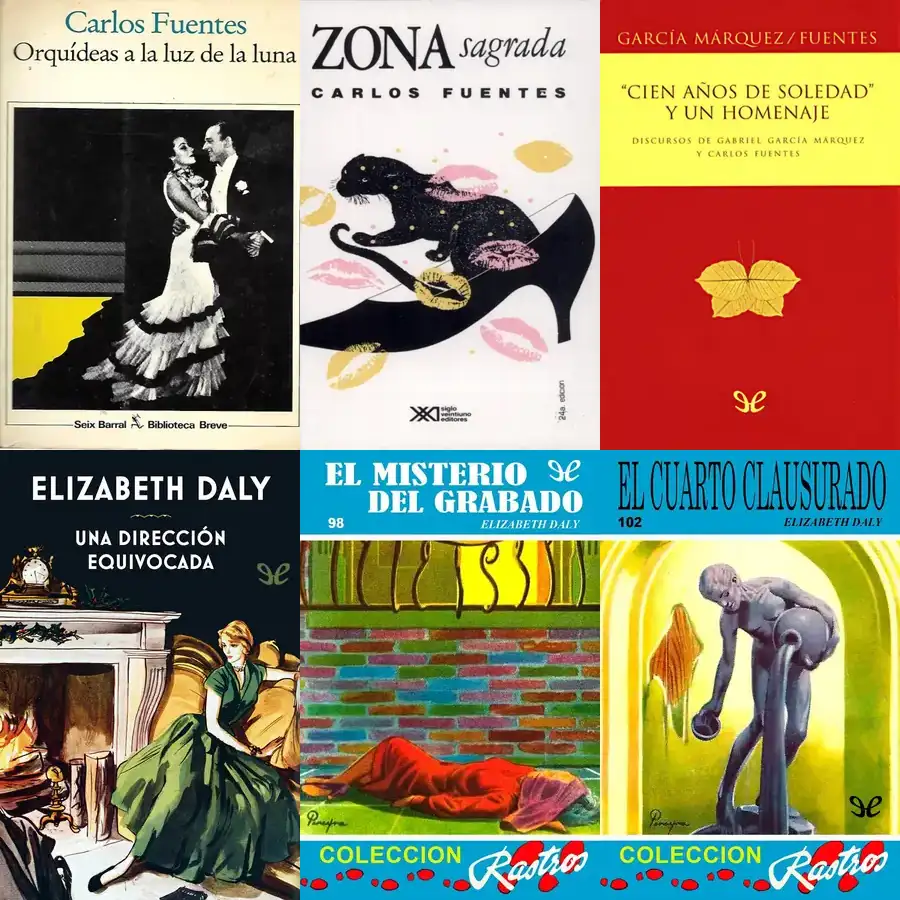 Carlos Fuentes
Orquídeas a la luz de la luna
Seix Barral Biblioteca Breve
ZONA sagrada
CARLOS FUENTES
siglo
veintiuno
editores
24a. edicion
GARCÍA MÁRQUEZ/FUENTES
“CIEN AÑOS DE SOLEDAD”
Y UN HOMENAJE
DISCURSOS DE GABRIEL GARCÍA MÁRQUEZ
Y CARLOS FUENTES
ELIZABETH DALY
UNA DIRECCIÓN
EQUIVOCADA
EL MISTERIO
DEL GRABADO
98
ELIZABETH DALY
Pereyra
COLECCION Rastros
EL CUARTO CLAUSURADO
102
ELIZABETH DALY
Pereyra
COLECCION Rastros